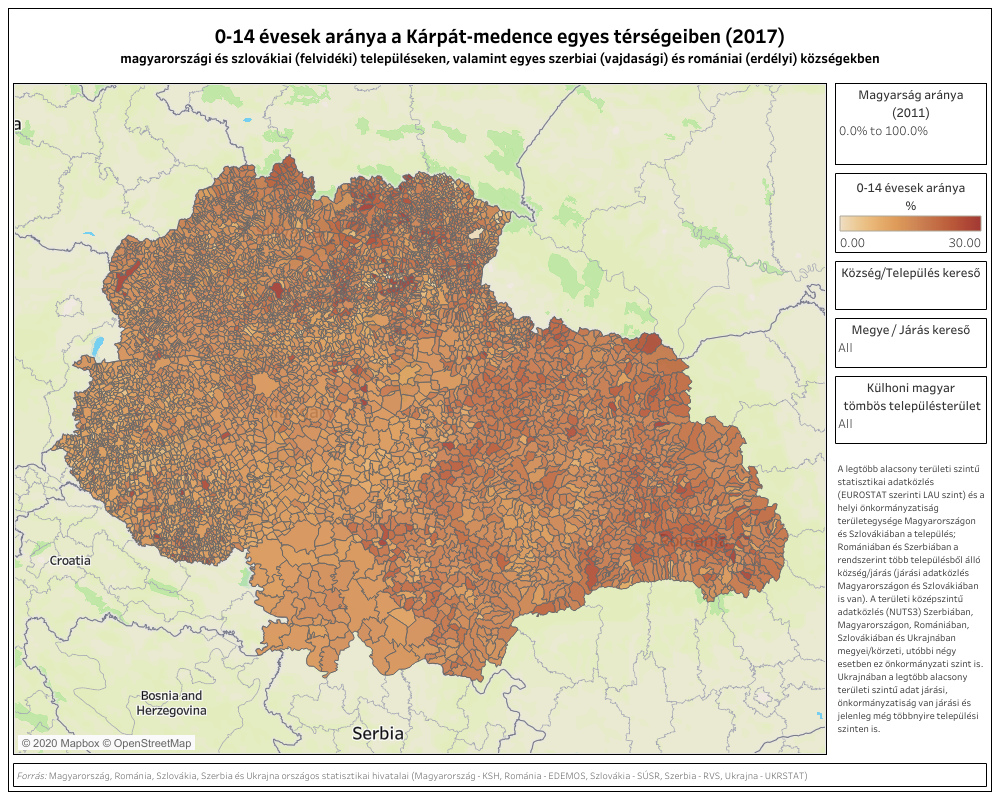 0-14 évesek aránya a Kárpát-medence egyes térségeiben (2017)
magyarországi és szlovákiai (felvidéki) településeken, valamint egyes szerbiai (vajdasági) és romániai (erdélyi) községekben
a
Croatia
Bosnia and
Herzegovina
Serbia
© 2020 Mapbox © OpenStreetMap
Magyarság aránya
(2011)
0.0% to 100.0%
0-14 évesek aránya
%
0.00 30.00
Község/Település kereső
Megye / Járás kereső
All
Külhoni magyar
tömbös településterület
All
A legtöbb alacsony területi szintű
statisztikai adatközlés
(EUROSTAT szerinti LAU szint) és a
helyi önkormányzatiság
területegysége Magyarországon
és Szlovákiában a település;
Romániában és Szerbiában a
rendszerint több településből álló
község/járás (járási adatközlés
Magyarországon és Szlovákiában
is van). A területi középszintű
adatközlés (NUTS3) Szerbiában,
Magyarországon, Romániában,
Szlovákiában és Ukrajnában
megyei/körzeti, utóbbi négy
esetben ez önkormányzati szint is.
Ukrajnában a legtöbb alacsony
területi szintű adat járási,
önkormányzatiság van járási és
jelenleg még többnyire települési
szinten is.
Forrás: Magyarország, Románia, Szlovákia, Szerbia és Ukrajna országos statisztikai hivatalai (Magyarország - KSH, Románia - EDEMOS, Szlovákia - SÚSR, Szerbia - RVS, Ukrajna - UKRSTAT)